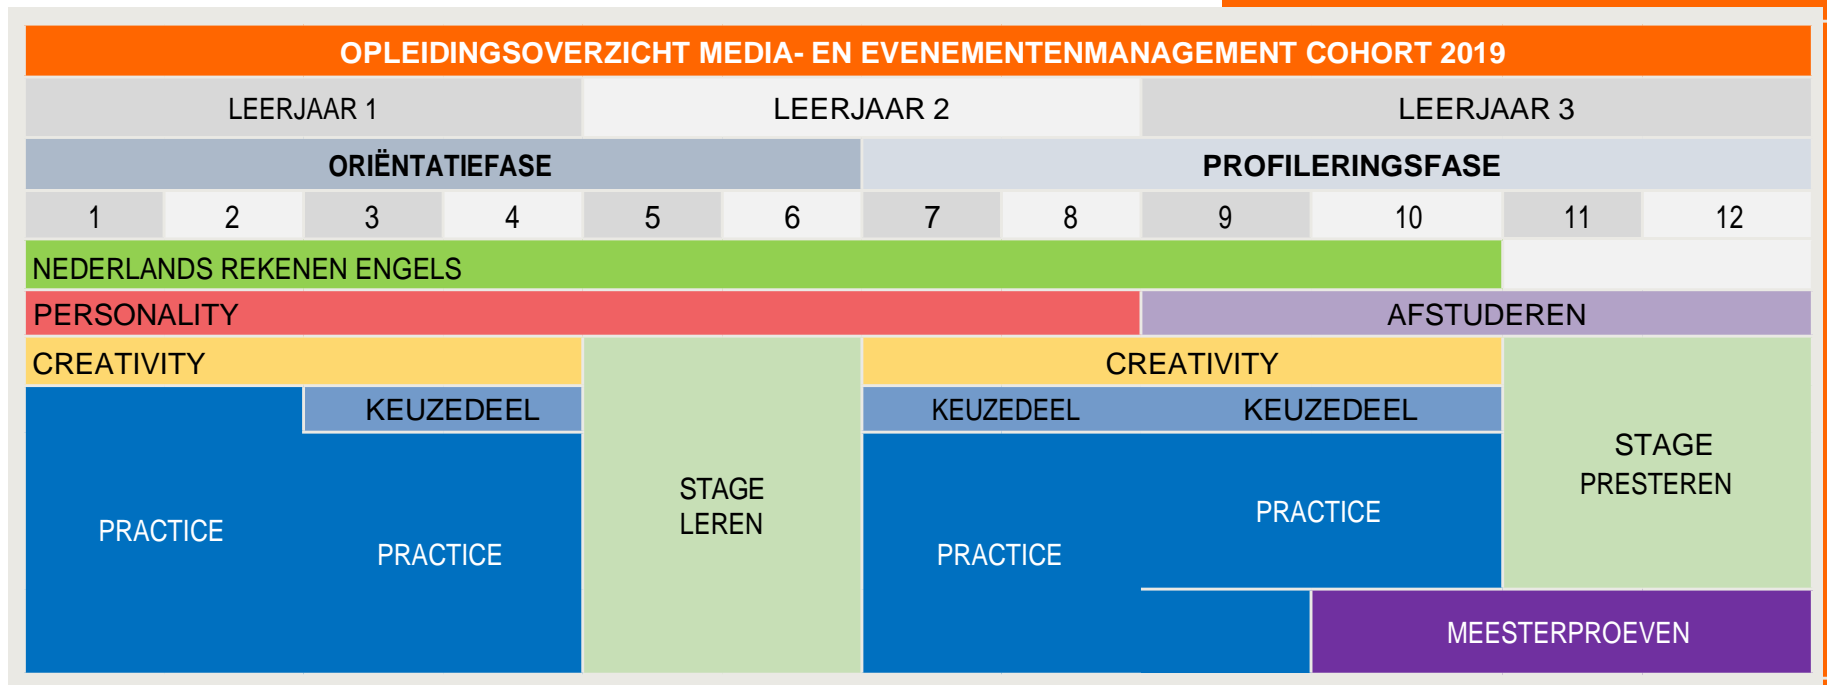 OPLEIDINGSOVERZICHT MEDIA- EN EVENEMENTENMANAGEMENT COHORT 2019
LEERJAAR 1 LEERJAAR 2 LEERJAAR 3
ORIËNTATIEFASE PROFILERINGSFASE
1 2 3 4 5 6 7 8 9 10 11 12
NEDERLANDS REKENEN ENGELS
PERSONALITY AFSTUDEREN
CREATIVITY CREATIVITY
KEUZEDEEL KEUZEDEEL KEUZEDEEL
STAGE
PRESTEREN
STAGE
LEREN
PRACTICE
PRACTICE
PRACTICE
PRACTICE
MEESTERPROEVEN